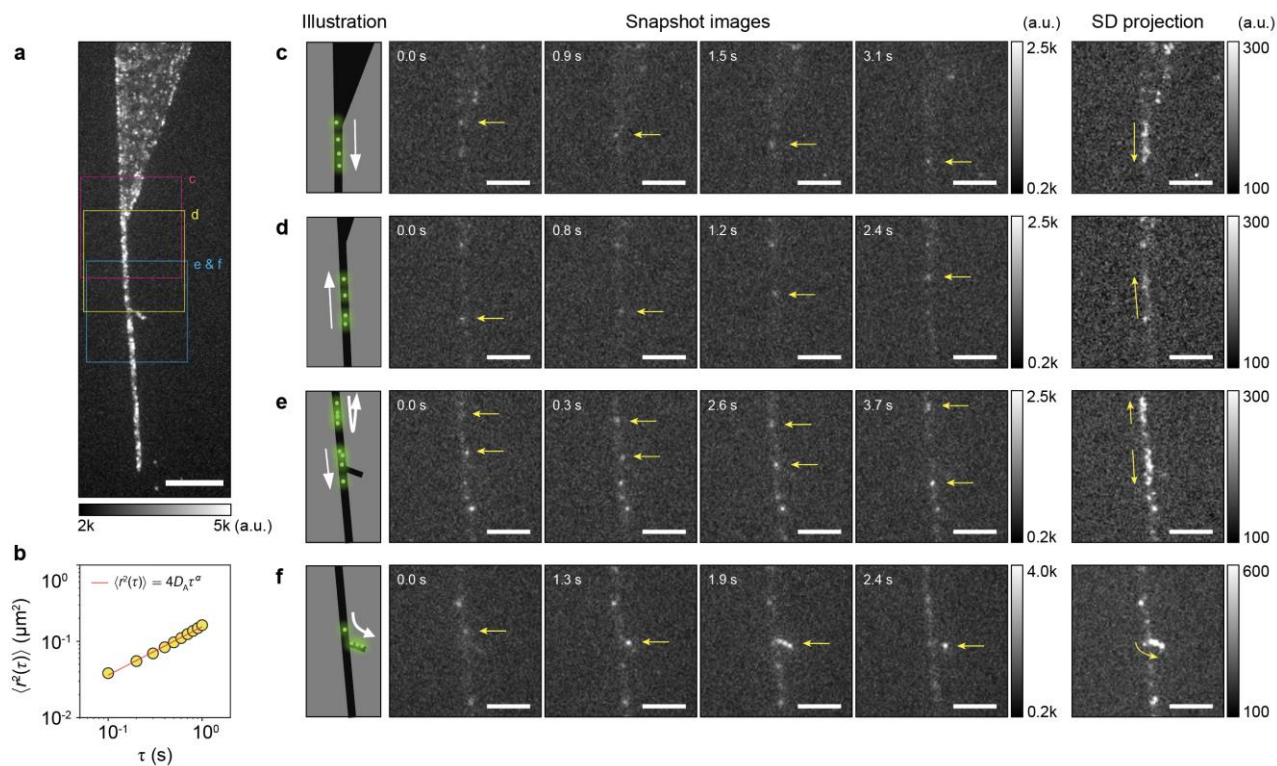 Illustration Snapshot images (a.u.) SD projection (a.u.)
a
c
d
e & f
2k 5k (a.u.)
b
⟨r²(τ)⟩ = 4D_Aτ^α
⟨r²(τ)⟩ (μm²)
10⁰
10⁻¹
10⁻²
10⁻¹ 10⁰
τ (s)
c
0.0 s 0.9 s 1.5 s 3.1 s
2.5k 300
0.2k 100
d
0.0 s 0.8 s 1.2 s 2.4 s
2.5k 300
0.2k 100
e
0.0 s 0.3 s 2.6 s 3.7 s
2.5k 300
0.2k 100
f
0.0 s 1.3 s 1.9 s 2.4 s
4.0k 600
0.2k 100